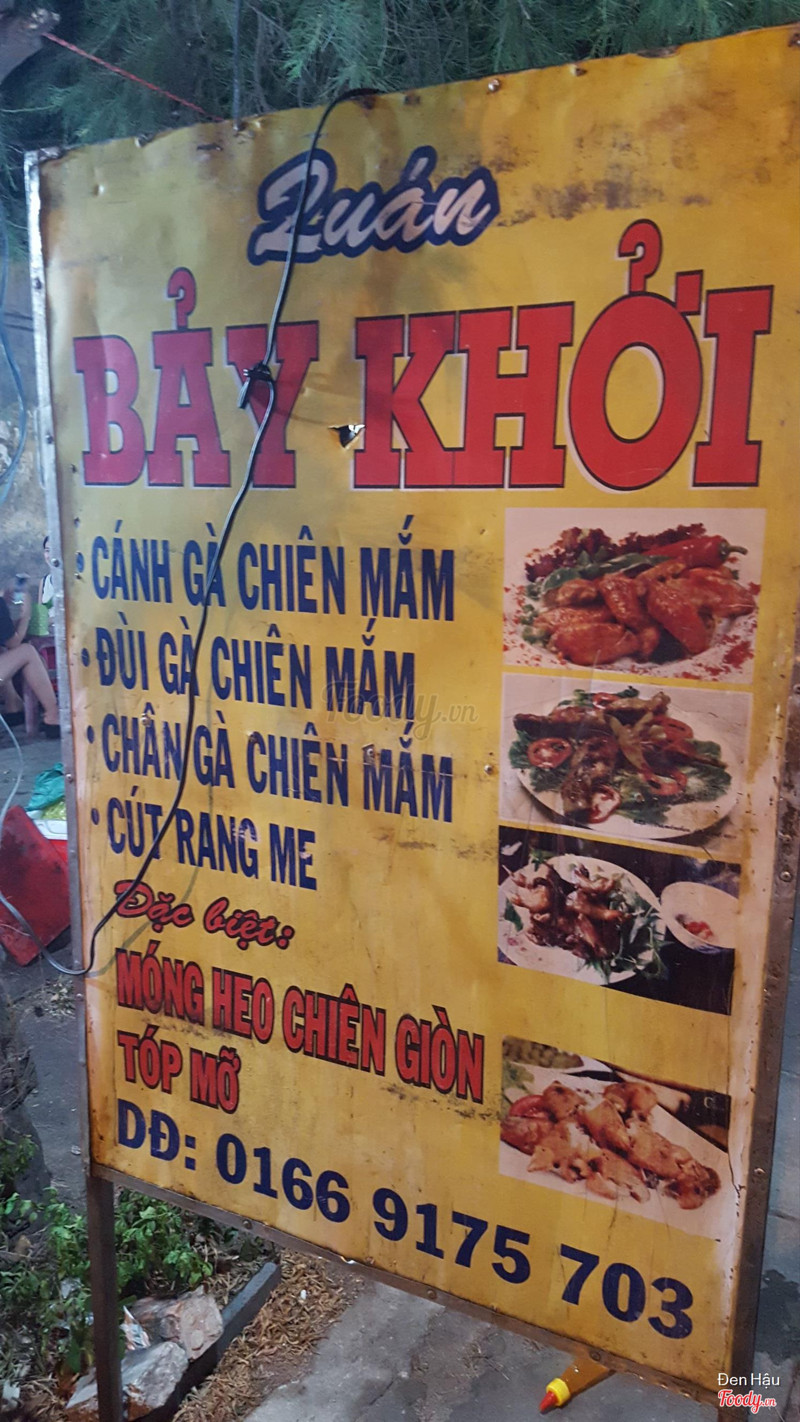 Quán
BẢY KHỞI
• CÁNH GÀ CHIÊN MẮM
• ĐÙI GÀ CHIÊN MẮM
• CHÂN GÀ CHIÊN MẮM
• CÚT RANG ME
Đặc biệt:
MÓNG HEO CHIÊN GIÒN
TÓP MỠ
DĐ: 0166 9175 703
Foody.vn
Đen Hậu
Foody.vn